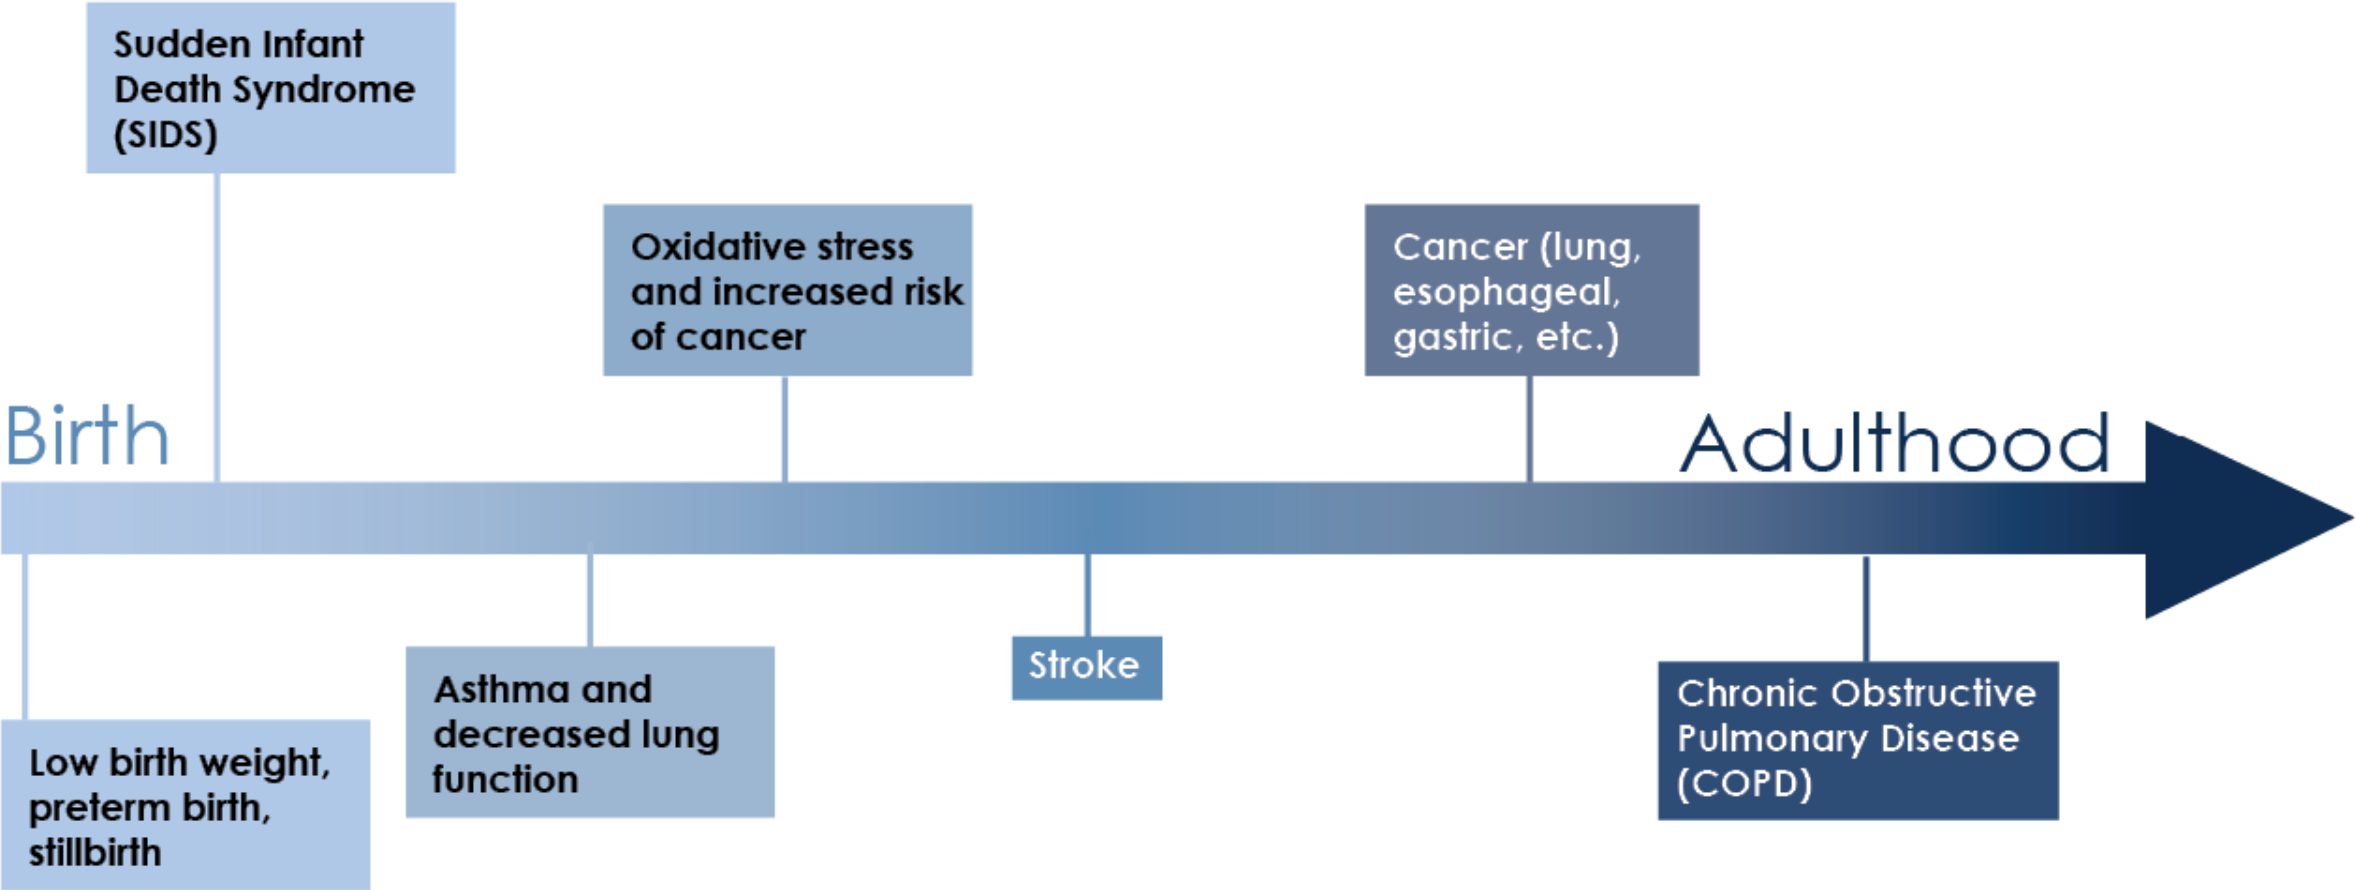 Sudden Infant
Death Syndrome
(SIDS)
Oxidative stress
and increased risk
of cancer
Cancer (lung,
esophageal,
gastric, etc.)
Birth
Adulthood
Low birth weight,
preterm birth,
stillbirth
Asthma and
decreased lung
function
Stroke
Chronic Obstructive
Pulmonary Disease
(COPD)